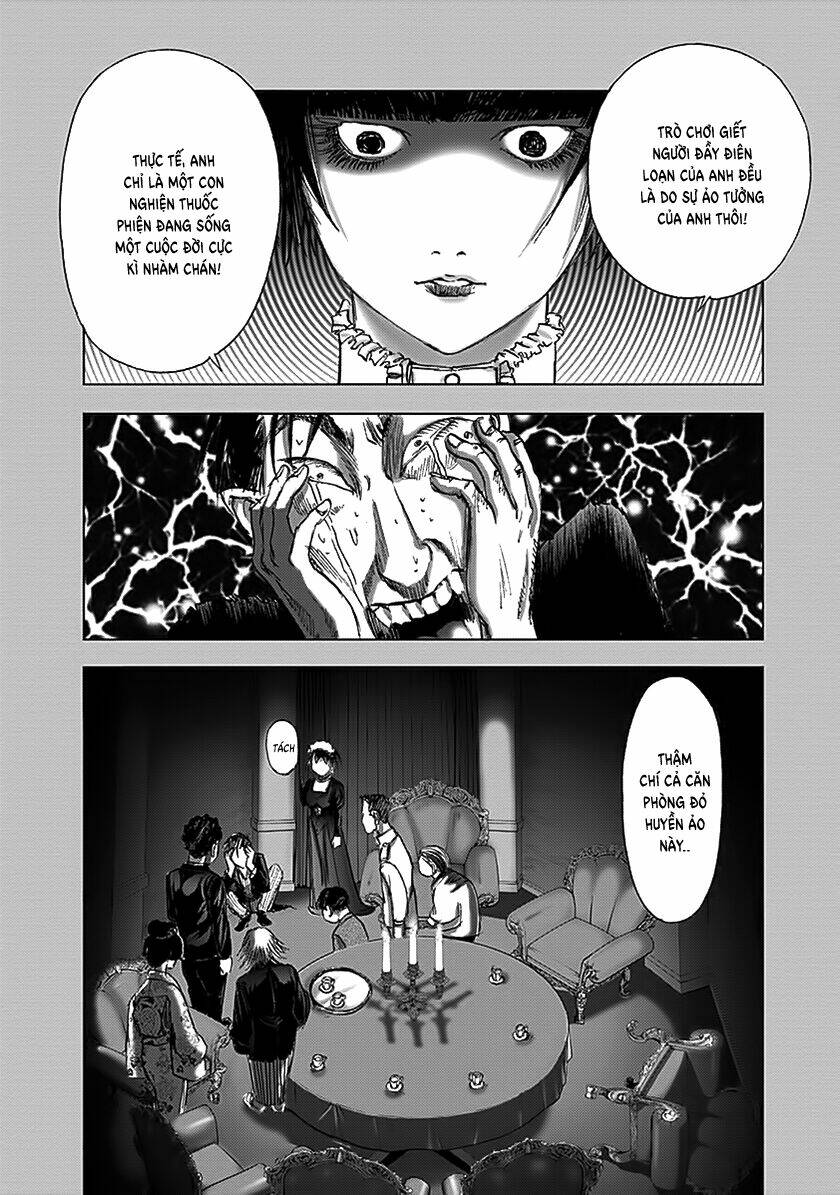 TRÒ CHƠI GIẾT
NGƯỜI ĐẦY ĐIÊN
LOẠN CỦA ANH ĐỀU
LÀ DO SỰ ẢO TƯỞNG
CỦA ANH THÔI!
THỰC TẾ, ANH
CHỈ LÀ MỘT CON
NGHIỆN THUỐC
PHIỆN ĐANG SỐNG
MỘT CUỘC ĐỜI CỰC
KÌ NHÀM CHÁN!
THẬM
CHÍ CẢ CĂN
PHÒNG ĐỎ
HUYỀN ẢO
NÀY..
TÁCH